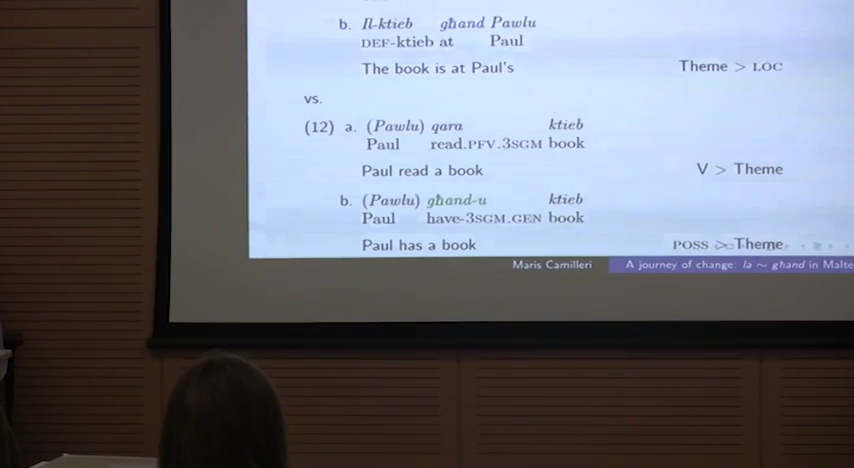 b. Il-ktieb għand Pawlu
DEF-ktieb at Paul
The book is at Paul's Theme > LOC
vs.
(12) a. (Pawlu) qara ktieb
Paul read.PFV.3SGM book
Paul read a book V > Theme
b. (Pawlu) għand-u ktieb
Paul have-3SGM.GEN book
Paul has a book POSS > Theme
Maris Camilleri A journey of change: la ~ għand in Malte